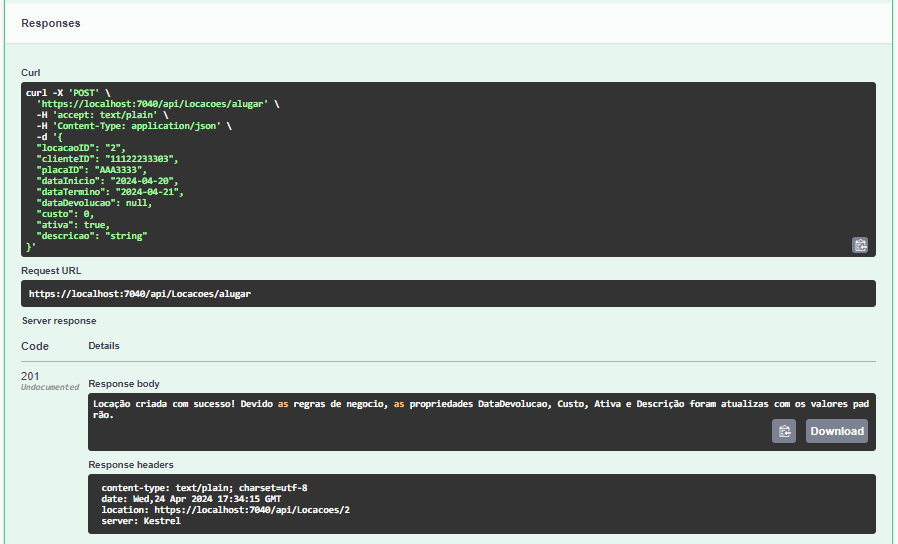 Responses
Curl
curl -X 'POST' \
'https://localhost:7040/api/Locacoes/alugar' \
-H 'accept: text/plain' \
-H 'Content-Type: application/json' \
-d '{
"locacaoID": "2",
"clienteID": "11122233303",
"placaID": "AAA3333",
"dataInicio": "2024-04-20",
"dataTermino": "2024-04-21",
"dataDevolucao": null,
"custo": 0,
"ativa": true,
"descricao": "string"
}'
Request URL
https://localhost:7040/api/Locacoes/alugar
Server response
Code Details
201
Undocumented
Response body
Locação criada com sucesso! Devido as regras de negocio, as propriedades DataDevolucao, Custo, Ativa e Descrição foram atualizas com os valores pad
rão.
Download
Response headers
content-type: text/plain; charset=utf-8
date: Wed,24 Apr 2024 17:34:15 GMT
location: https://localhost:7040/api/Locacoes/2
server: Kestrel